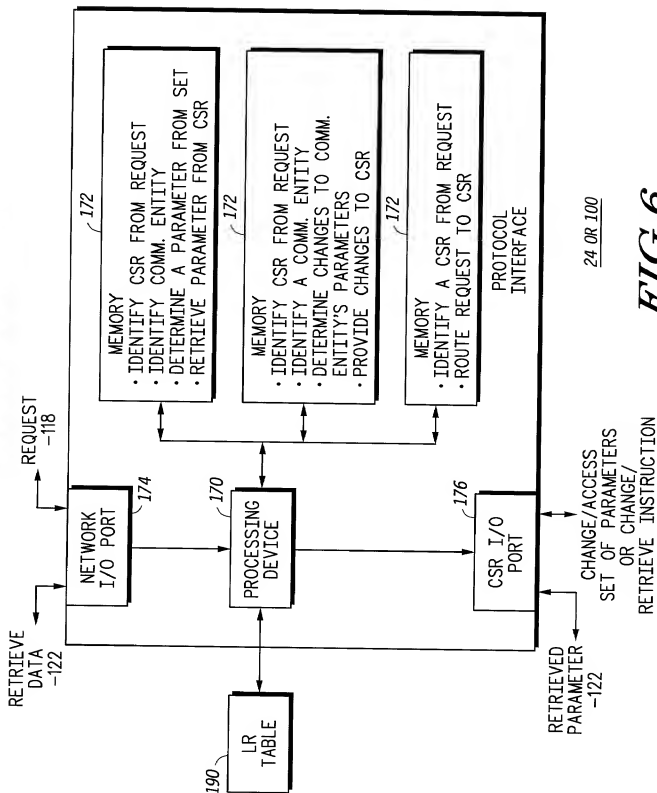 REQUEST
-118
RETRIEVE
DATA
-122
NETWORK
I/O PORT
174
172
MEMORY
• IDENTIFY CSR FROM REQUEST
• IDENTIFY COMM. ENTITY
• DETERMINE A PARAMETER FROM SET
• RETRIEVE PARAMETER FROM CSR
190
LR
TABLE
170
PROCESSING
DEVICE
172
MEMORY
• IDENTIFY CSR FROM REQUEST
• IDENTIFY A COMM. ENTITY
• DETERMINE CHANGES TO COMM.
ENTITY'S PARAMETERS
• PROVIDE CHANGES TO CSR
172
MEMORY
• IDENTIFY A CSR FROM REQUEST
• ROUTE REQUEST TO CSR
176
CSR I/O
PORT
PROTOCOL
INTERFACE
RETRIEVED
PARAMETER
-122
CHANGE/ACCESS
SET OF PARAMETERS
OR CHANGE/
RETRIEVE INSTRUCTION
24 OR 100
FIG.6